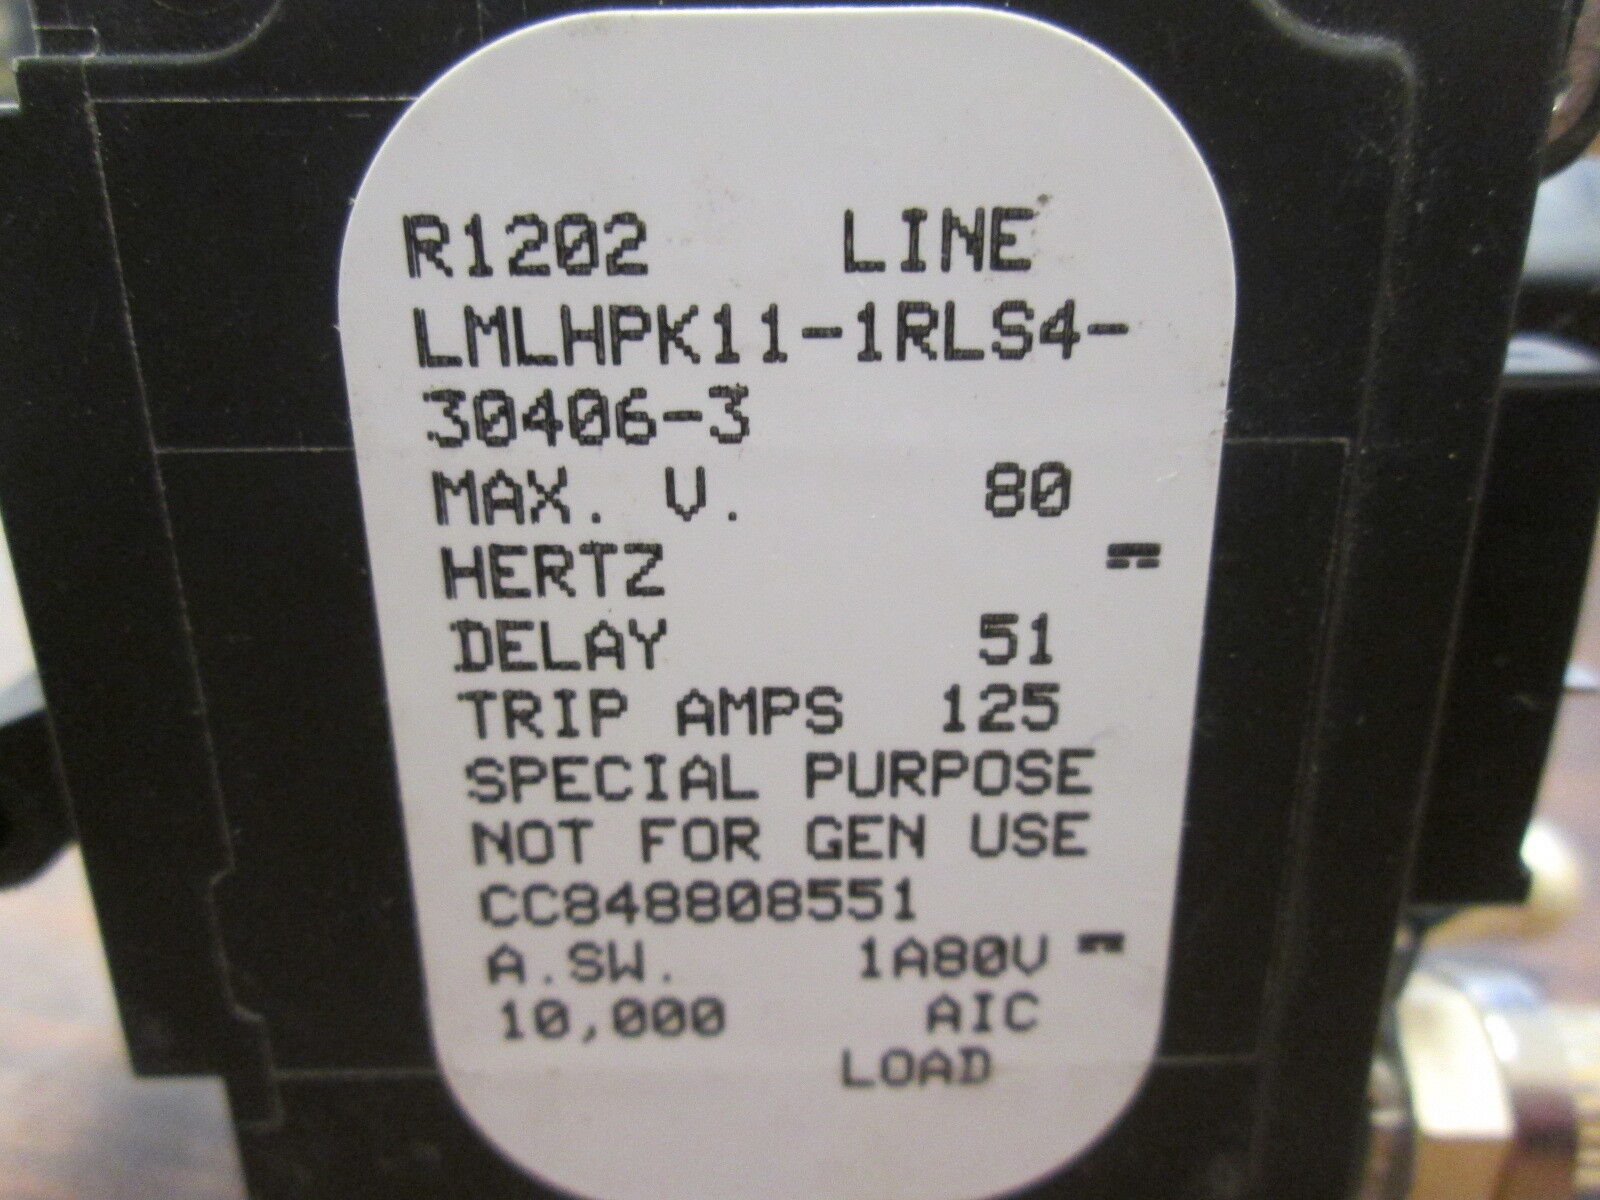 R1202 LINE
LMLHPK11-1RLS4-
30406-3
MAX. V. 80
HERTZ ⎓
DELAY 51
TRIP AMPS 125
SPECIAL PURPOSE
NOT FOR GEN USE
CC848808551
A.SW. 1A80V ⎓
10,000 AIC
LOAD